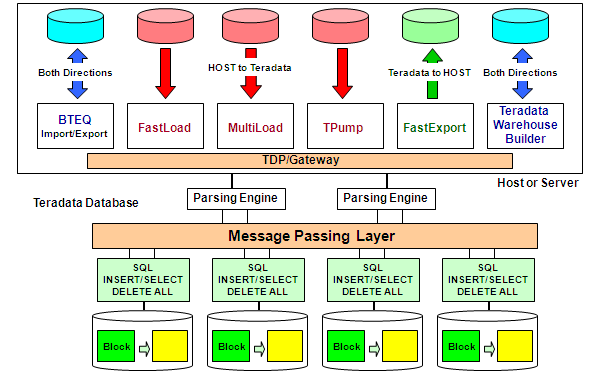 Both Directions
HOST to Teradata
Teradata to HOST
Both Directions
BTEQ
Import/Export
FastLoad
MultiLoad
TPump
FastExport
Teradata
Warehouse
Builder
TDP/Gateway
Host or Server
Teradata Database
Parsing Engine
Parsing Engine
Message Passing Layer
SQL
INSERT/SELECT
DELETE ALL
SQL
INSERT/SELECT
DELETE ALL
SQL
INSERT/SELECT
DELETE ALL
SQL
INSERT/SELECT
DELETE ALL
Block
Block
Block
Block